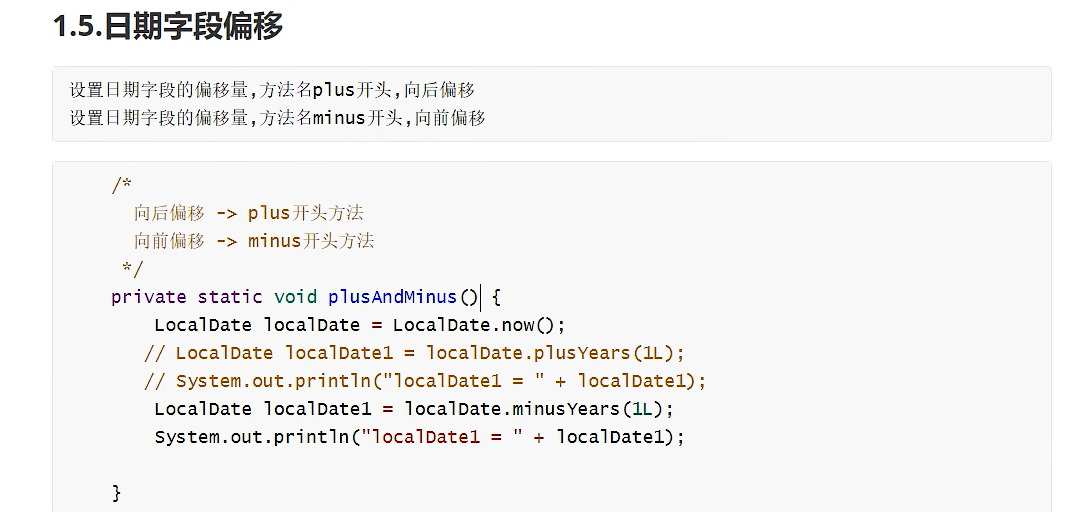 1.5.日期字段偏移
设置日期字段的偏移量,方法名plus开头,向后偏移
设置日期字段的偏移量,方法名minus开头,向前偏移
/*
向后偏移 -> plus开头方法
向前偏移 -> minus开头方法
*/
private static void plusAndMinus() {
LocalDate localDate = LocalDate.now();
// LocalDate localDate1 = localDate.plusYears(1L);
// System.out.println("localDate1 = " + localDate1);
LocalDate localDate1 = localDate.minusYears(1L);
System.out.println("localDate1 = " + localDate1);
}